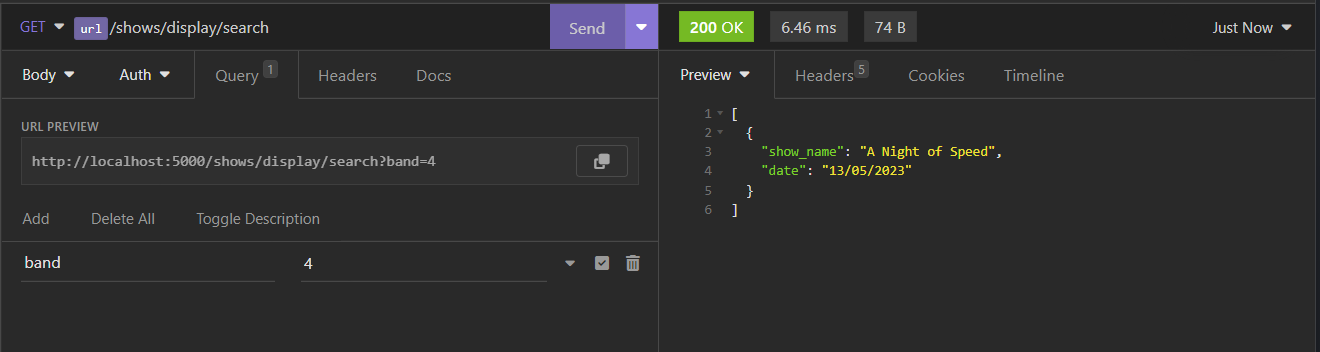 GET url /shows/display/search Send 200 OK 6.46 ms 74 B Just Now
Body Auth Query 1 Headers Docs
Preview Headers 5 Cookies Timeline
URL PREVIEW
http://localhost:5000/shows/display/search?band=4
Add Delete All Toggle Description
band 4
1 [
2 {
3 "show_name": "A Night of Speed",
4 "date": "13/05/2023"
5 }
6 ]